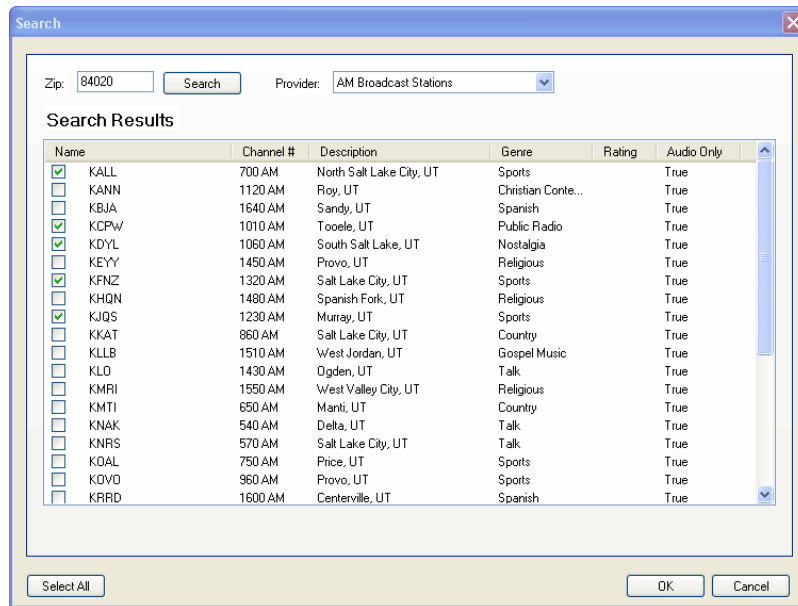 Search
Zip: 84020 Search Provider: AM Broadcast Stations
Search Results
Name Channel # Description Genre Rating Audio Only
KALL 700 AM North Salt Lake City, UT Sports True
KANN 1120 AM Roy, UT Christian Conte... True
KBJA 1640 AM Sandy, UT Spanish True
KCPW 1010 AM Tooele, UT Public Radio True
KDYL 1060 AM South Salt Lake, UT Nostalgia True
KEYY 1450 AM Provo, UT Religious True
KFNZ 1320 AM Salt Lake City, UT Sports True
KHQN 1480 AM Spanish Fork, UT Religious True
KJQS 1230 AM Murray, UT Sports True
KKAT 860 AM Salt Lake City, UT Country True
KLLB 1510 AM West Jordan, UT Gospel Music True
KLO 1430 AM Ogden, UT Talk True
KMRI 1550 AM West Valley City, UT Religious True
KMTI 650 AM Manti, UT Country True
KNAK 540 AM Delta, UT Talk True
KNRS 570 AM Salt Lake City, UT Talk True
KOAL 750 AM Price, UT Sports True
KOVO 960 AM Provo, UT Sports True
KRRD 1600 AM Centerville, UT Spanish True
Select All OK Cancel